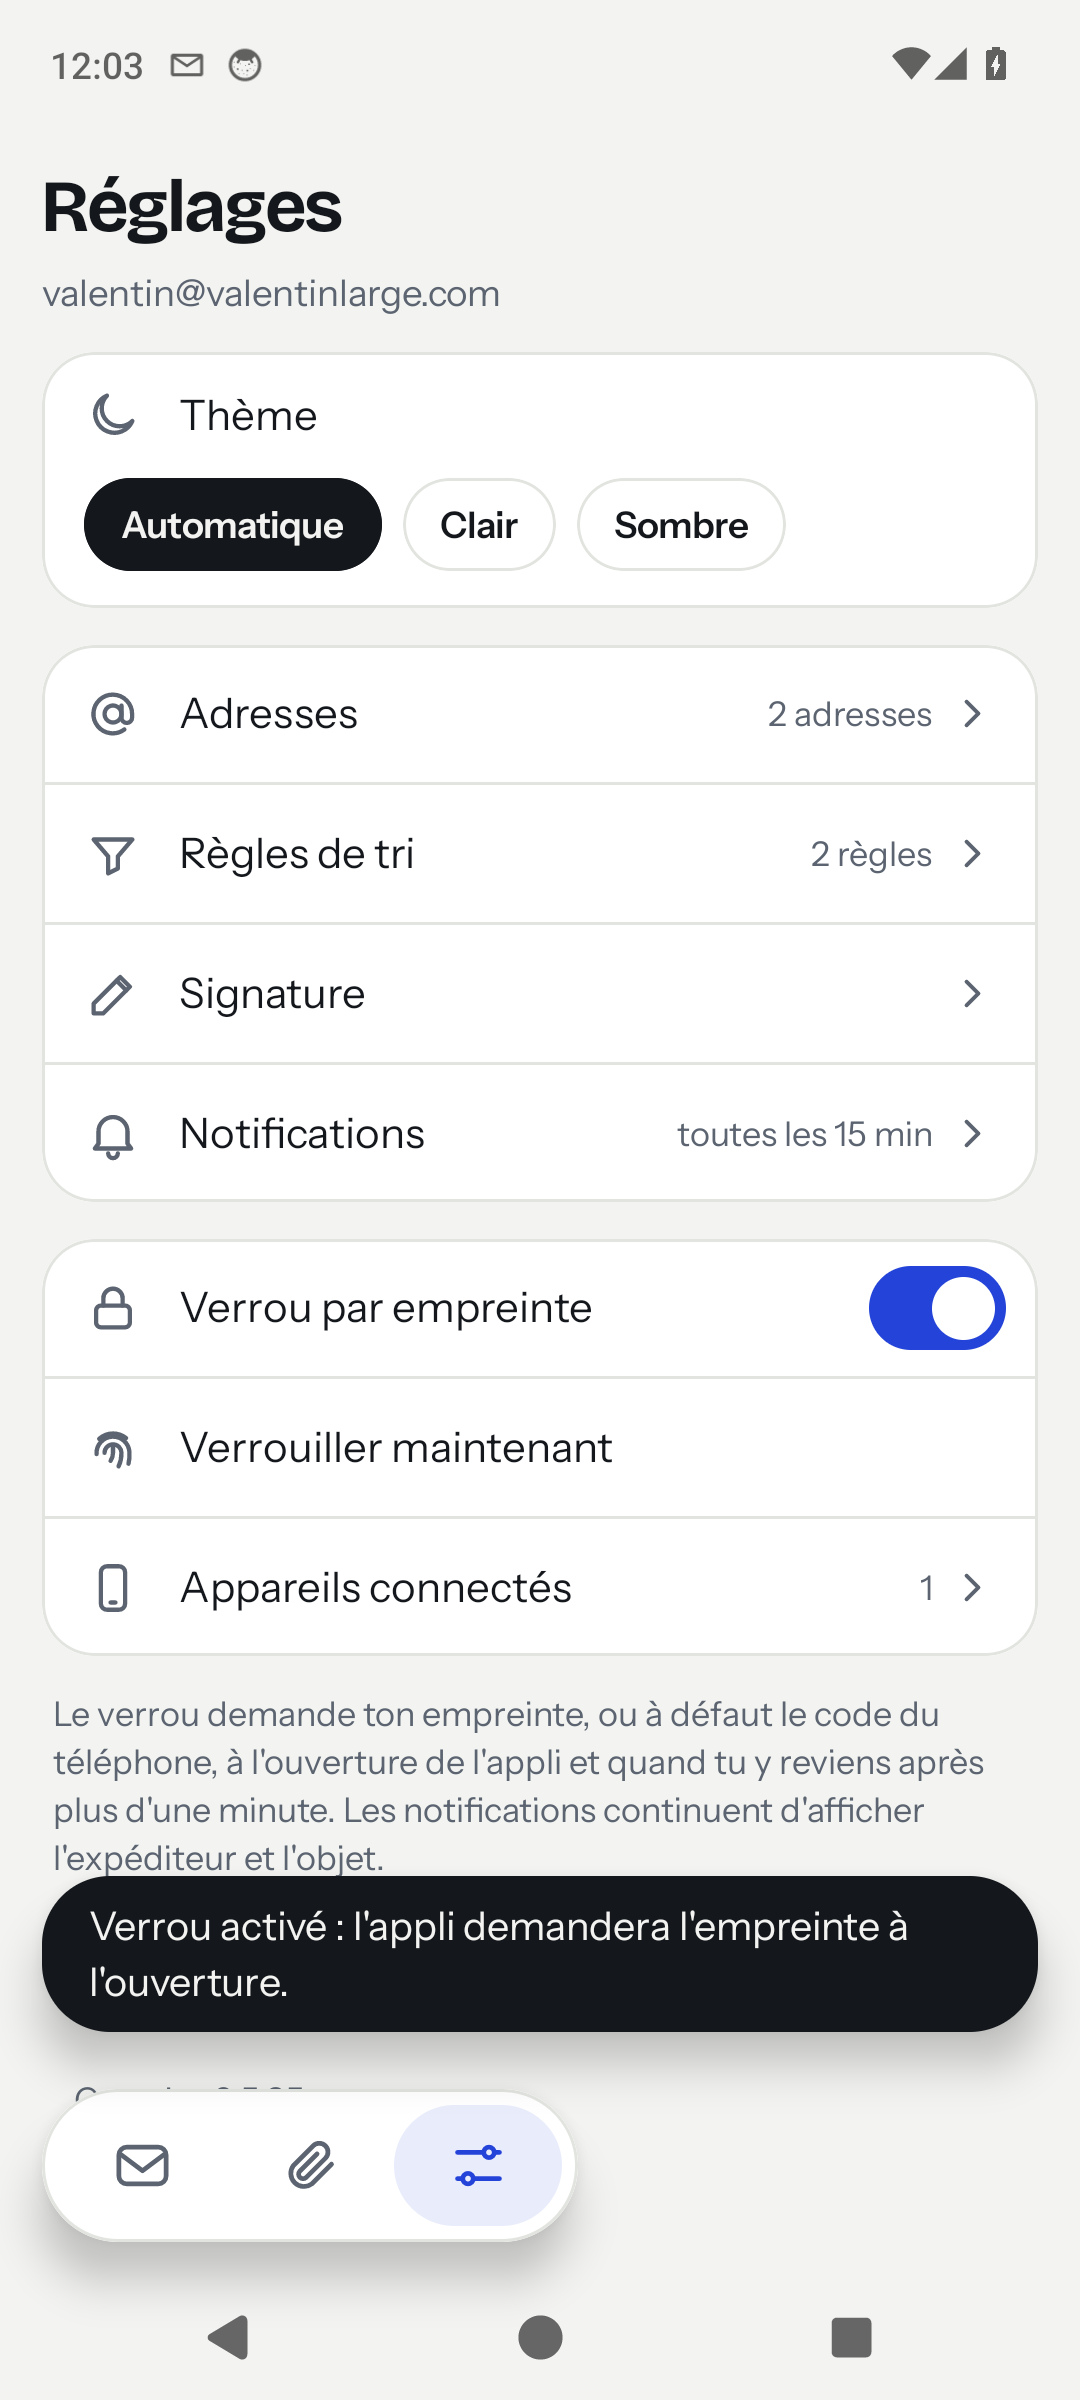 12:03
Réglages
valentin@valentinlarge.com
Thème
Automatique
Clair
Sombre
Adresses
2 adresses
Règles de tri
2 règles
Signature
Notifications
toutes les 15 min
Verrou par empreinte
Verrouiller maintenant
Appareils connectés
1
Le verrou demande ton empreinte, ou à défaut le code du
téléphone, à l'ouverture de l'appli et quand tu y reviens après
plus d'une minute. Les notifications continuent d'afficher
l'expéditeur et l'objet.
Verrou activé : l'appli demandera l'empreinte à
l'ouverture.